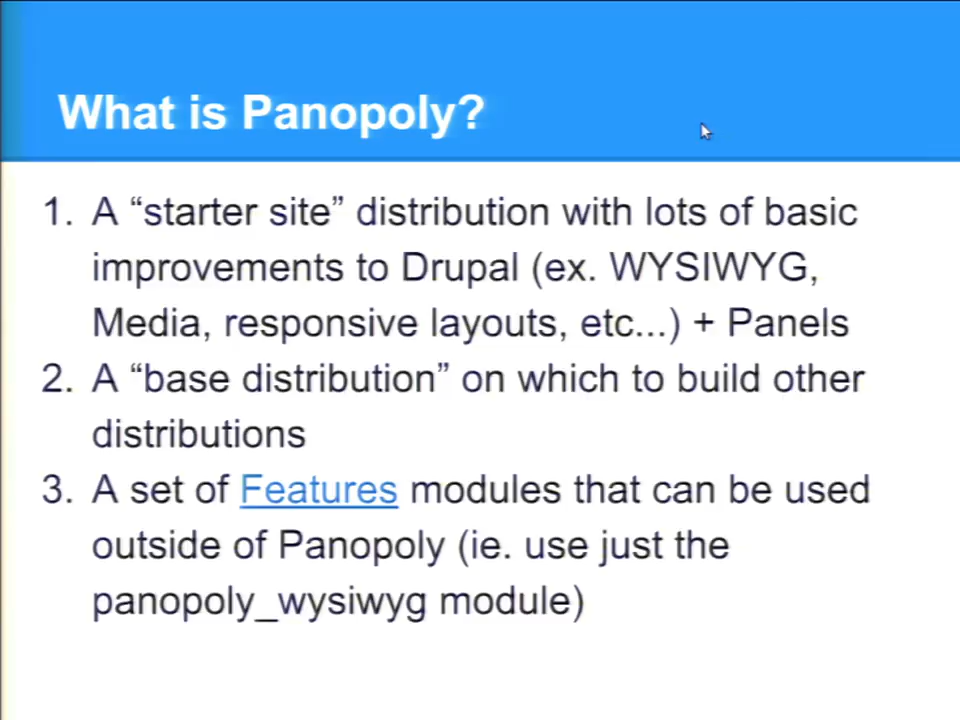 What is Panopoly?
1. A “starter site” distribution with lots of basic
improvements to Drupal (ex. WYSIWYG,
Media, responsive layouts, etc...) + Panels
2. A “base distribution” on which to build other
distributions
3. A set of Features modules that can be used
outside of Panopoly (ie. use just the
panopoly_wysiwyg module)